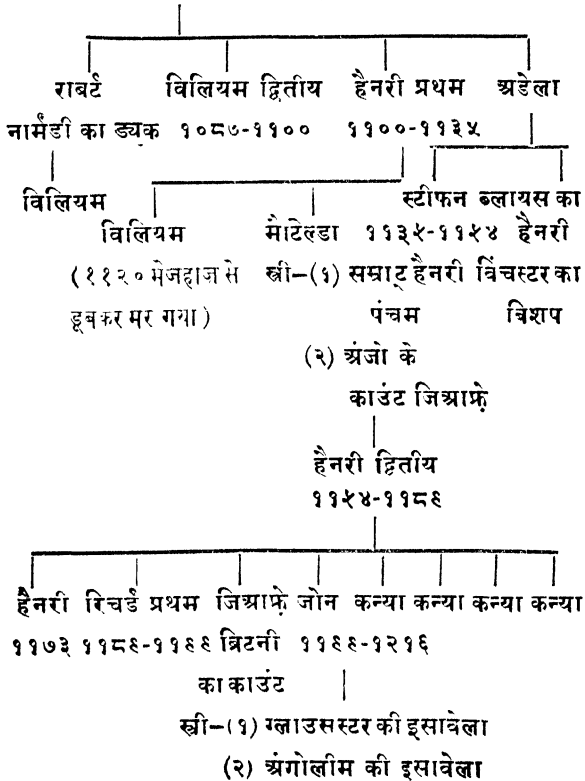 राबर्ट विलियम द्वितीय हैनरी प्रथम अडेला
नार्मंडी का ड्यूक १०८७-११०० ११००-११३५
विलियम स्टीफन ब्लायस का
विलियम मैटिल्डा ११३५-११५४ हैनरी
(११२० मेजहाज से स्त्री-(१) सम्राट् हैनरी विंचस्टर का
डूबकर मर गया) पंचम बिशप
(२) अंजो के
काउंट जिआफ्रे
हैनरी द्वितीय
११५४-११८९
हैनरी रिचर्ड प्रथम जिआफ्रे जोन कन्या कन्या कन्या कन्या
११७३ ११८९-११९९ ब्रिटनी ११९९-१२१६
का काउंट
स्त्री-(१) ग्लाउसस्टर की इसाबेला
(२) अंगोलीम की इसाबेला